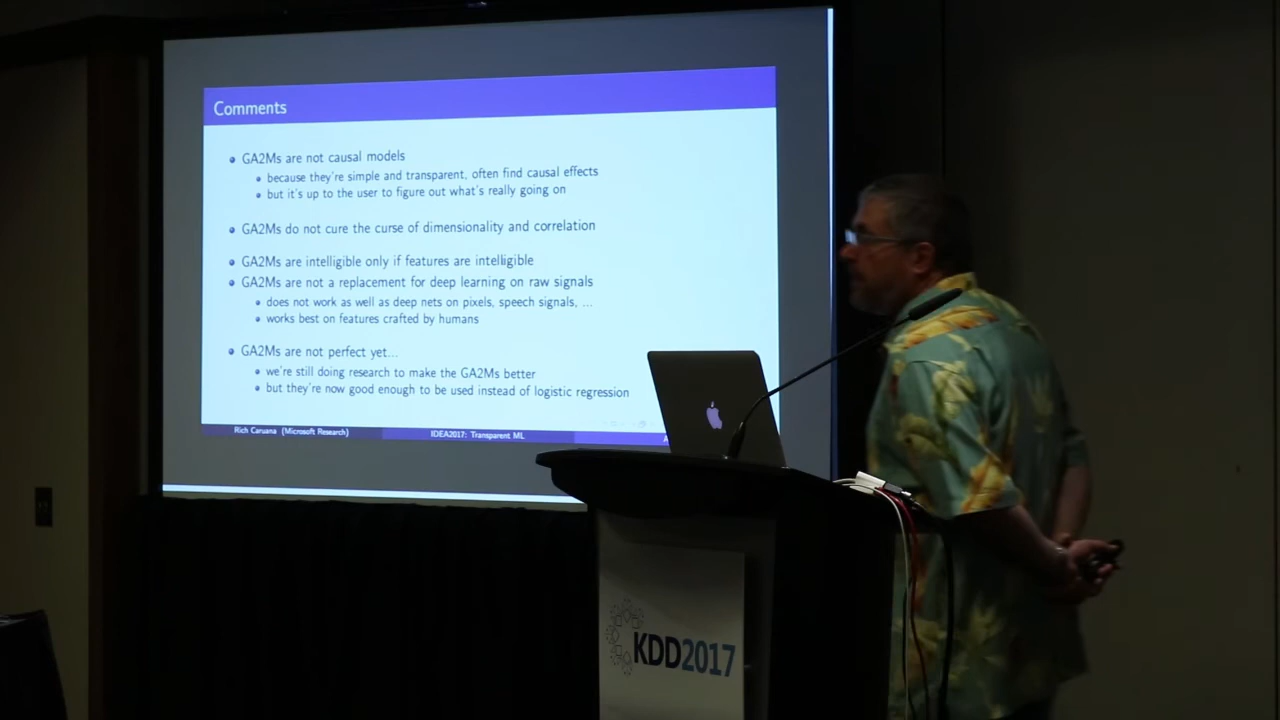 Comments
GA2Ms are not causal models
because they're simple and transparent, often find causal effects
but it's up to the user to figure out what's really going on
GA2Ms do not cure the curse of dimensionality and correlation
GA2Ms are intelligible only if features are intelligible
GA2Ms are not a replacement for deep learning on raw signals
does not work as well as deep nets on pixels, speech signals, ...
works best on features crafted by humans
GA2Ms are not perfect yet...
we're still doing research to make the GA2Ms better
but they're now good enough to be used instead of logistic regression
Rich Caruana (Microsoft Research) IDEA2017: Transparent ML
KDD2017